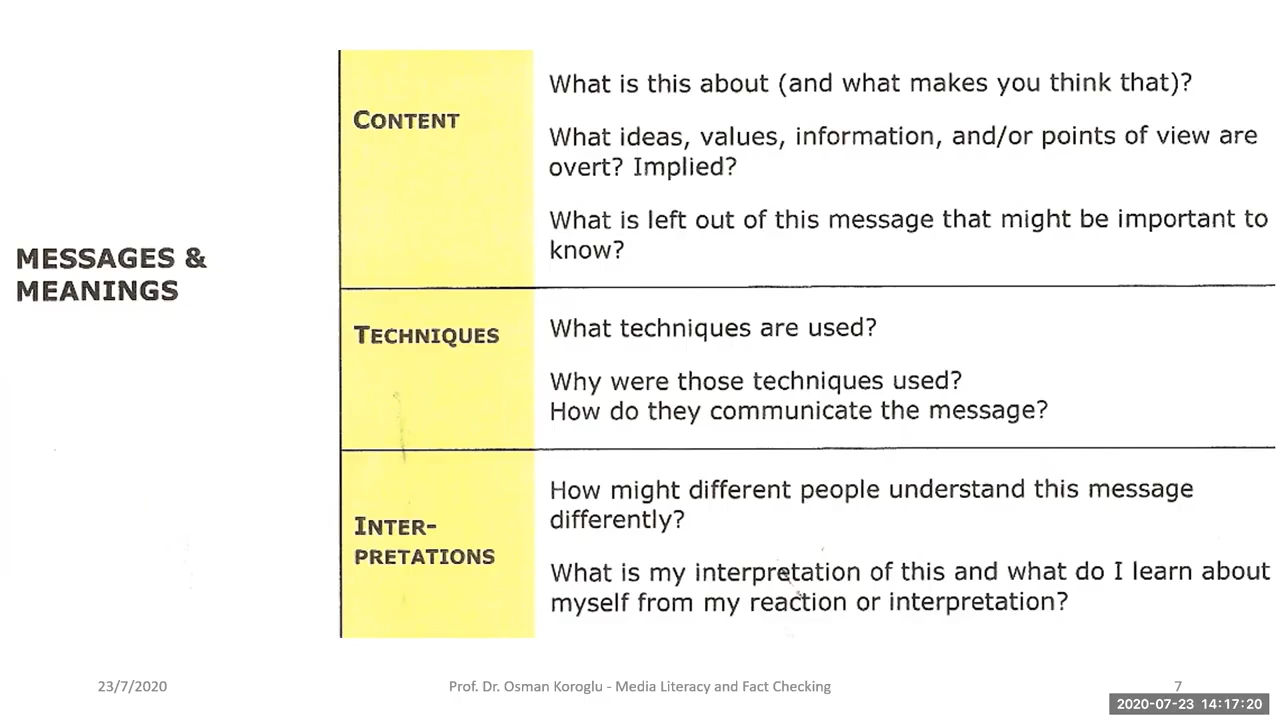 MESSAGES &
MEANINGS
CONTENT
What is this about (and what makes you think that)?
What ideas, values, information, and/or points of view are
overt? Implied?
What is left out of this message that might be important to
know?
TECHNIQUES
What techniques are used?
Why were those techniques used?
How do they communicate the message?
INTER-
PRETATIONS
How might different people understand this message
differently?
What is my interpretation of this and what do I learn about
myself from my reaction or interpretation?
23/7/2020
Prof. Dr. Osman Koroglu - Media Literacy and Fact Checking
7
2020-07-23 14:17:20